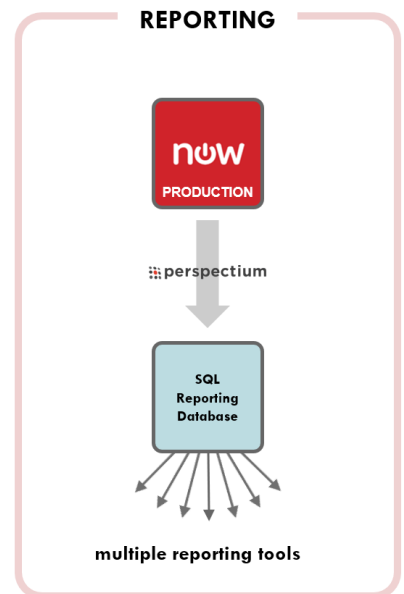 REPORTING
now
PRODUCTION
perspectium
SQL
Reporting
Database
multiple reporting tools